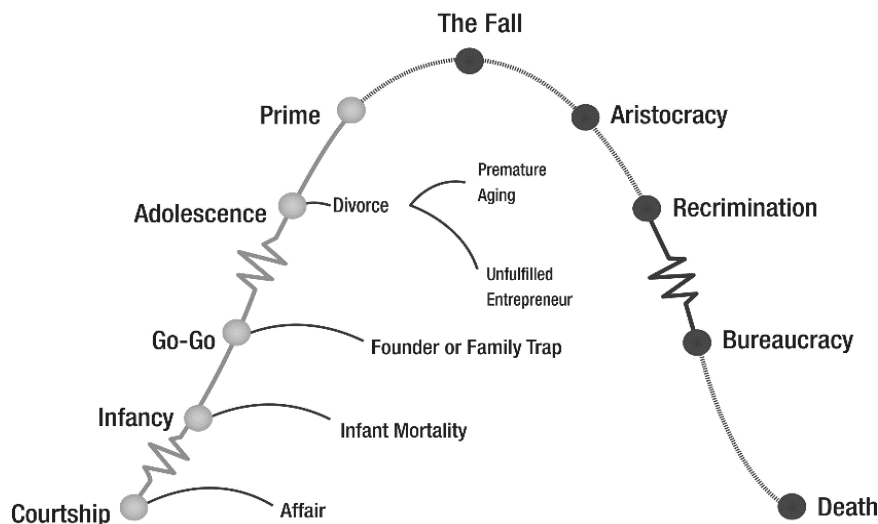 The Fall
Prime
Aristocracy
Premature
Aging
Adolescence
Divorce
Recrimination
Unfulfilled
Entrepreneur
Go-Go
Founder or Family Trap
Bureaucracy
Infancy
Infant Mortality
Courtship
Affair
Death